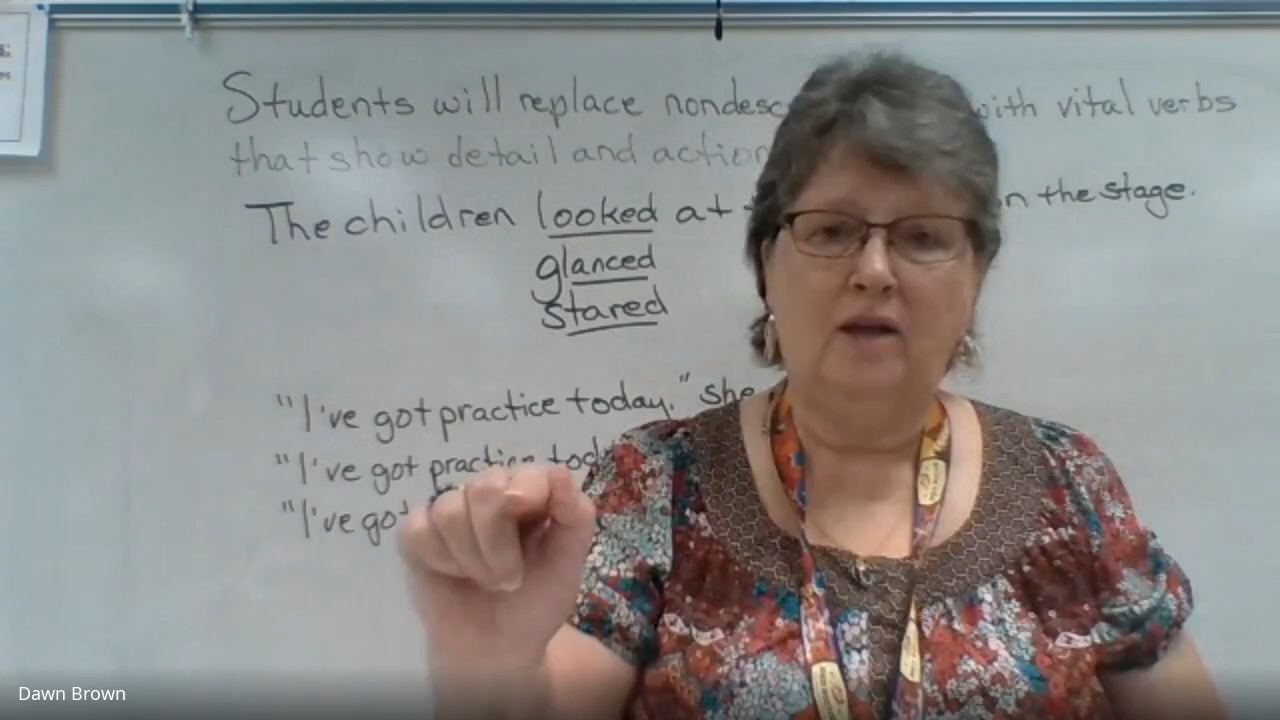 Students will replace nondesc with vital verbs
that show detail and action
The children looked at on the stage.
glanced
stared
"I've got practice today." she
"I've got practice tod
"I've got
Dawn Brown